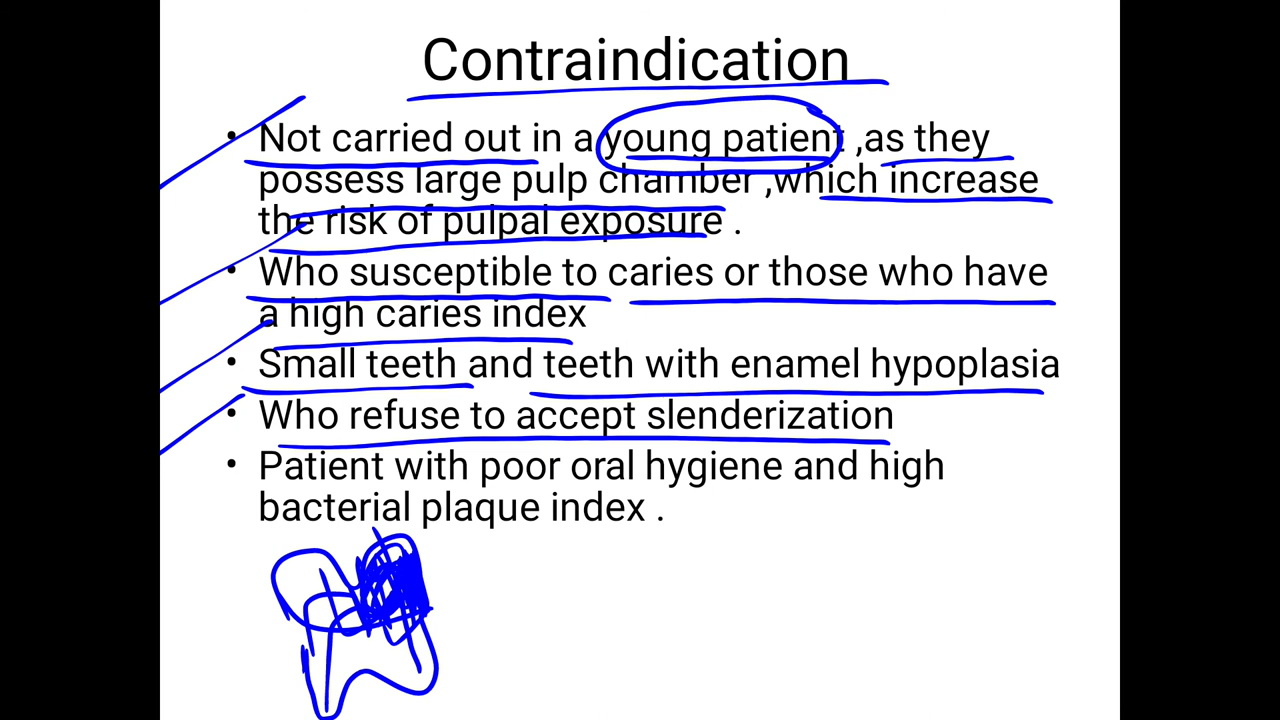 Contraindication
• Not carried out in a young patient ,as they
possess large pulp chamber ,which increase
the risk of pulpal exposure .
• Who susceptible to caries or those who have
a high caries index
• Small teeth and teeth with enamel hypoplasia
• Who refuse to accept slenderization
• Patient with poor oral hygiene and high
bacterial plaque index .